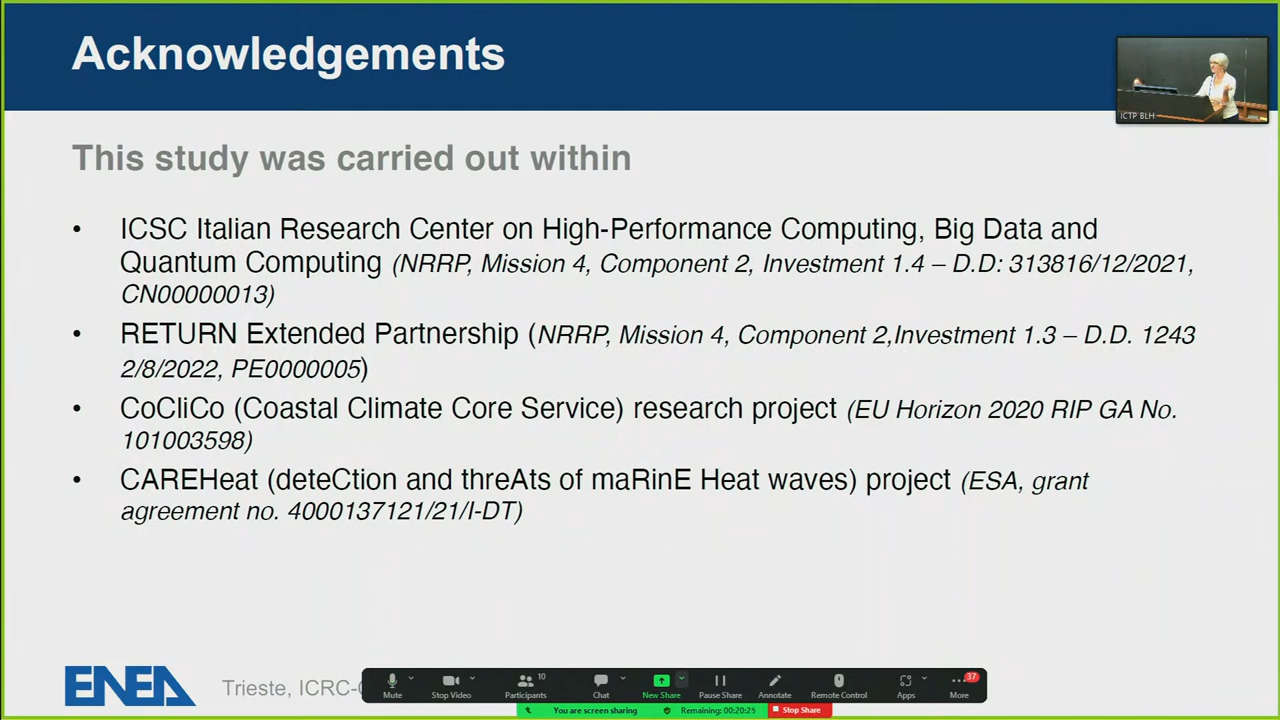 Acknowledgements
ICTP BLH
This study was carried out within
• ICSC Italian Research Center on High-Performance Computing, Big Data and
Quantum Computing (NRRP, Mission 4, Component 2, Investment 1.4 – D.D: 313816/12/2021,
CN00000013)
• RETURN Extended Partnership (NRRP, Mission 4, Component 2,Investment 1.3 – D.D. 1243
2/8/2022, PE0000005)
• CoCliCo (Coastal Climate Core Service) research project (EU Horizon 2020 RIP GA No.
101003598)
• CAREHeat (deteCtion and threAts of maRinE Heat waves) project (ESA, grant
agreement no. 4000137121/21/I-DT)
ENEA
Trieste, ICRC-
10
37
Mute Stop Video Participants Chat New Share Pause Share Annotate Remote Control Apps More
You are screen sharing Remaining: 00:20:25 Stop Share